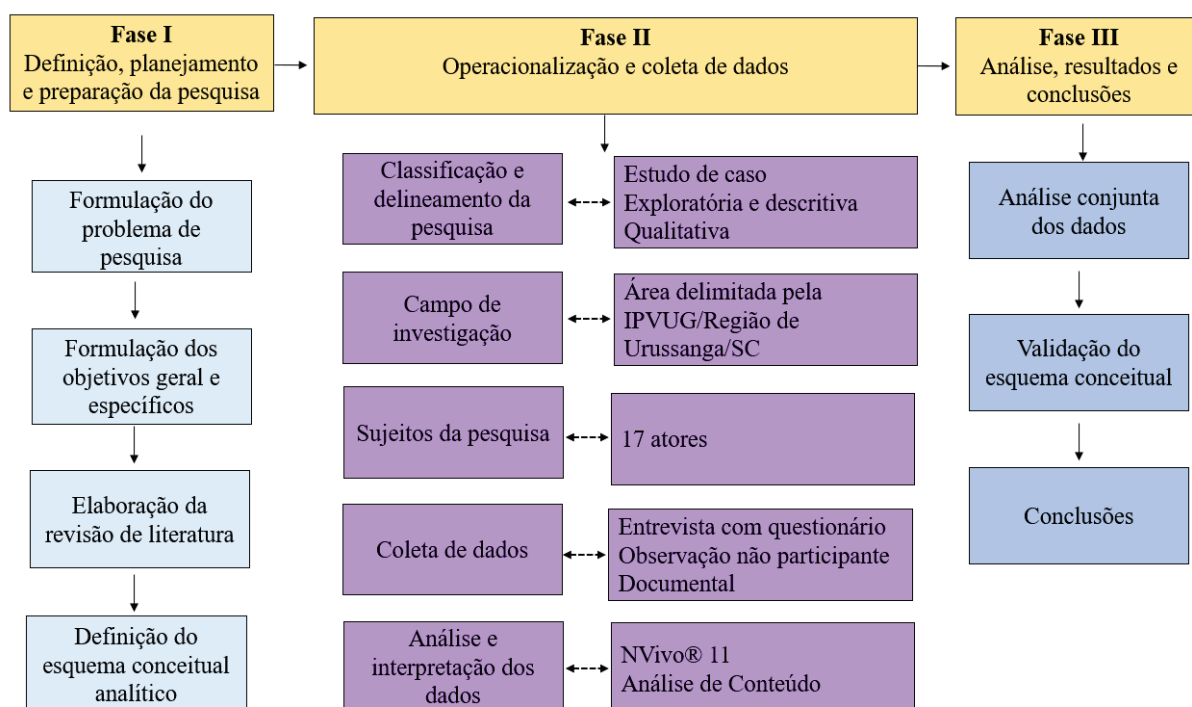 Fase I
Definição, planejamento
e preparação da pesquisa
Formulação do
problema de
pesquisa
Formulação dos
objetivos geral e
específicos
Elaboração da
revisão de literatura
Definição do
esquema conceitual
analítico
Fase II
Operacionalização e coleta de dados
Classificação e
delineamento da
pesquisa
Estudo de caso
Exploratória e descritiva
Qualitativa
Campo de
investigação
Área delimitada pela
IPVUG/Região de
Urussanga/SC
Sujeitos da pesquisa
17 atores
Coleta de dados
Entrevista com questionário
Observação não participante
Documental
Análise e
interpretação dos
dados
NVivo® 11
Análise de Conteúdo
Fase III
Análise, resultados e
conclusões
Análise conjunta
dos dados
Validação do
esquema conceitual
Conclusões